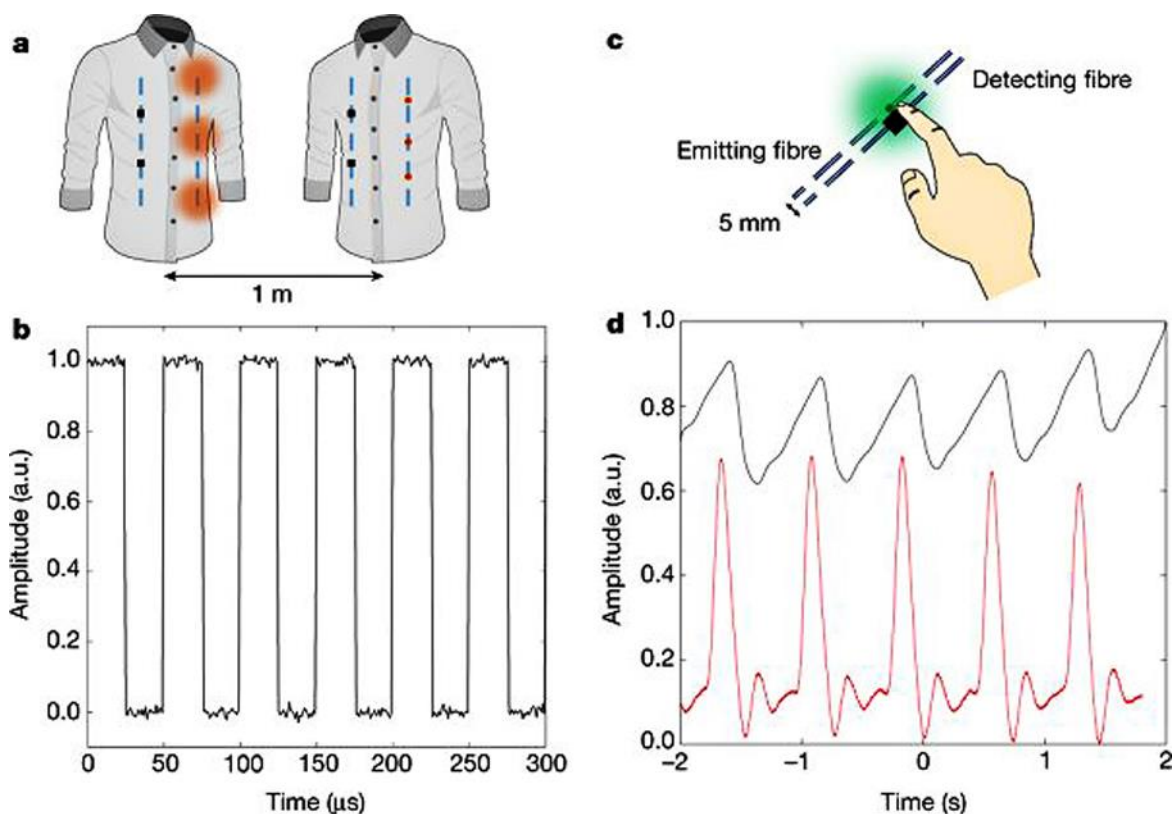 a
1 m
b
Amplitude (a.u.)
1.0
0.8
0.6
0.4
0.2
0.0
0 50 100 150 200 250 300
Time (μs)
c
Detecting fibre
Emitting fibre
5 mm
d
Amplitude (a.u.)
1.0
0.8
0.6
0.4
0.2
0.0
−2 −1 0 1 2
Time (s)